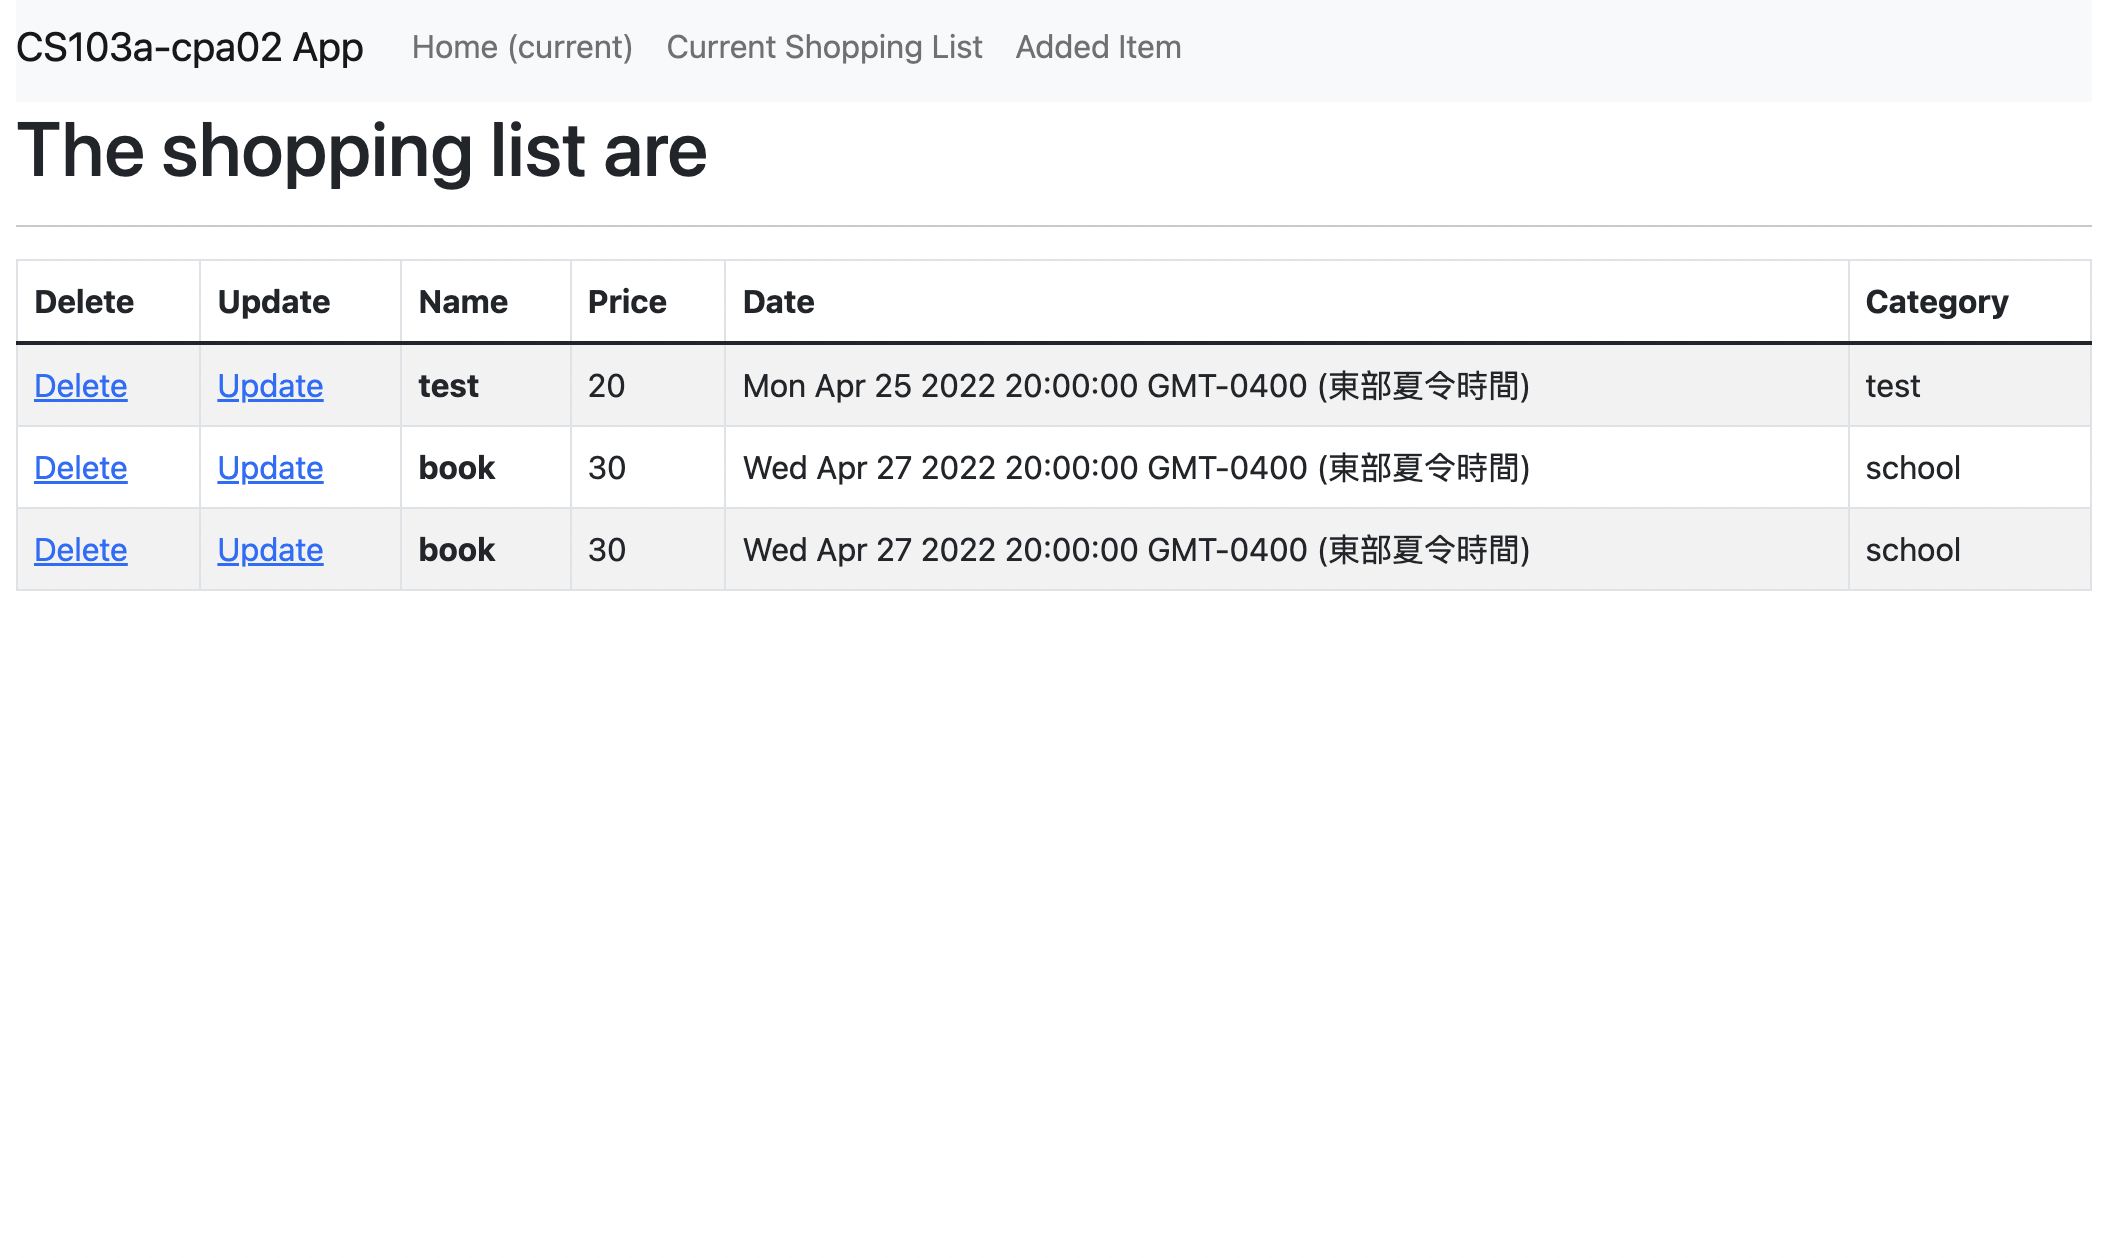 CS103a-cpa02 App Home (current) Current Shopping List Added Item
The shopping list are
Delete Update Name Price Date Category
Delete Update test 20 Mon Apr 25 2022 20:00:00 GMT-0400 (東部夏令時間) test
Delete Update book 30 Wed Apr 27 2022 20:00:00 GMT-0400 (東部夏令時間) school
Delete Update book 30 Wed Apr 27 2022 20:00:00 GMT-0400 (東部夏令時間) school